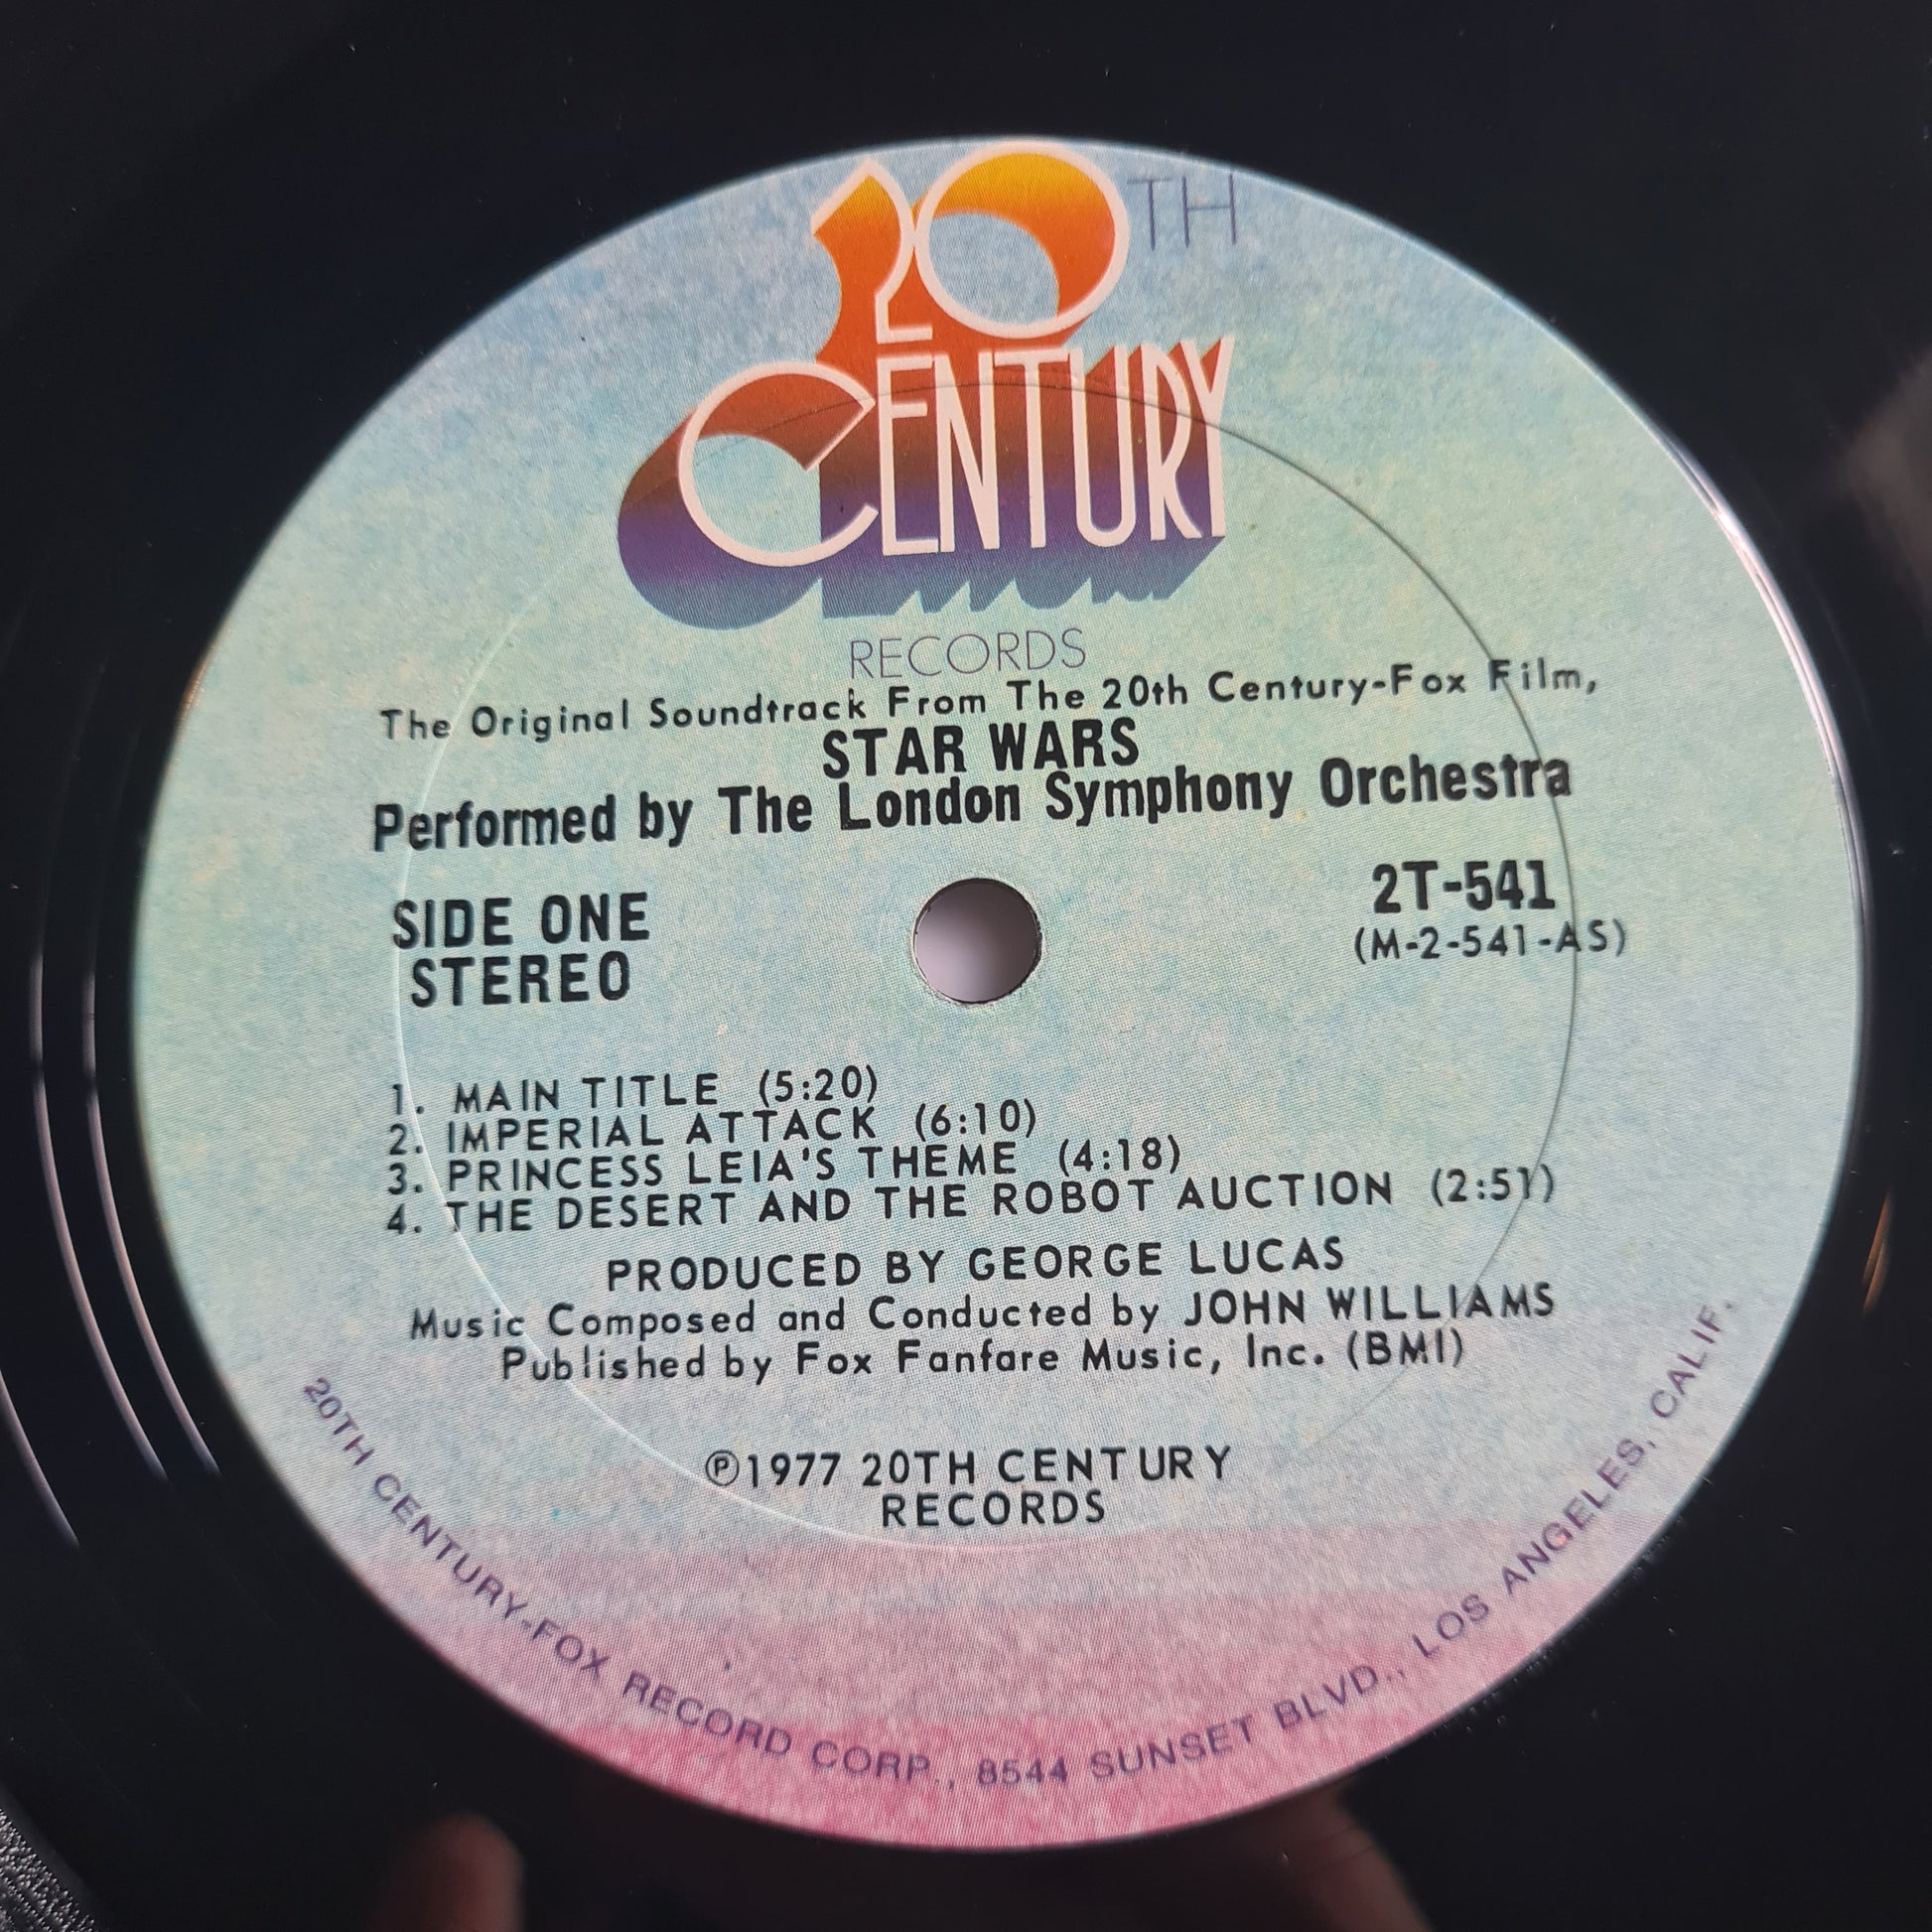 20TH
CENTURY
RECORDS
The Original Soundtrack From The 20th Century-Fox Film,
STAR WARS
Performed by The London Symphony Orchestra
SIDE ONE
STEREO
2T-541
(M-2-541-AS)
1. MAIN TITLE (5:20)
2. IMPERIAL ATTACK (6:10)
3. PRINCESS LEIA'S THEME (4:18)
4. THE DESERT AND THE ROBOT AUCTION (2:51)
PRODUCED BY GEORGE LUCAS
Music Composed and Conducted by JOHN WILLIAMS
Published by Fox Fanfare Music, Inc. (BMI)
℗1977 20TH CENTURY
RECORDS
20TH CENTURY-FOX RECORD CORP., 8544 SUNSET BLVD., LOS ANGELES, CALIF.